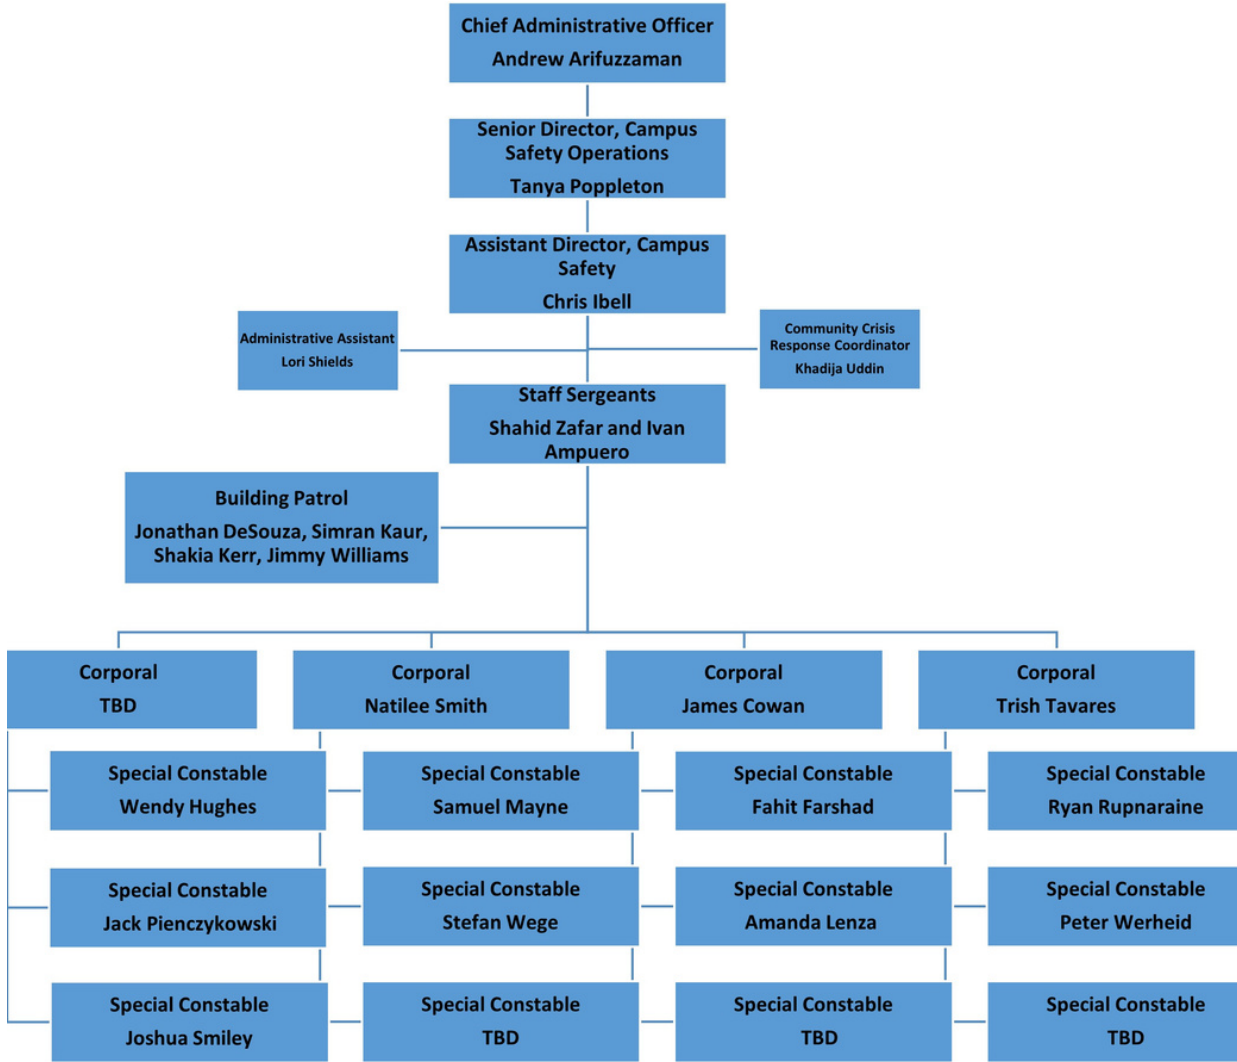 Chief Administrative Officer
Andrew Arifuzzaman
Senior Director, Campus
Safety Operations
Tanya Poppleton
Assistant Director, Campus
Safety
Chris Ibell
Administrative Assistant
Lori Shields
Community Crisis
Response Coordinator
Khadija Uddin
Staff Sergeants
Shahid Zafar and Ivan
Ampuero
Building Patrol
Jonathan DeSouza, Simran Kaur,
Shakia Kerr, Jimmy Williams
Corporal
TBD
Corporal
Natilee Smith
Corporal
James Cowan
Corporal
Trish Tavares
Special Constable
Wendy Hughes
Special Constable
Samuel Mayne
Special Constable
Fahit Farshad
Special Constable
Ryan Rupnaraine
Special Constable
Jack Pienczykowski
Special Constable
Stefan Wege
Special Constable
Amanda Lenza
Special Constable
Peter Werheid
Special Constable
Joshua Smiley
Special Constable
TBD
Special Constable
TBD
Special Constable
TBD